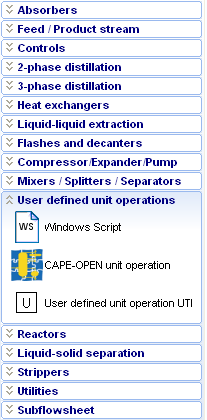 Absorbers
Feed / Product stream
Controls
2-phase distillation
3-phase distillation
Heat exchangers
Liquid-liquid extraction
Flashes and decanters
Compressor/Expander/Pump
Mixers / Splitters / Separators
User defined unit operations
WS Windows Script
CAPE-OPEN unit operation
U User defined unit operation UTI
Reactors
Liquid-solid separation
Strippers
Utilities
Subflowsheet